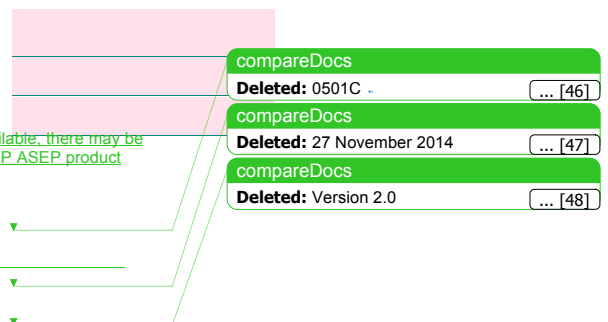 compareDocs
Deleted: 0501C
... [46]
compareDocs
ilable, there may be
Deleted: 27 November 2014
... [47]
P ASEP product
compareDocs
Deleted: Version 2.0
... [48]